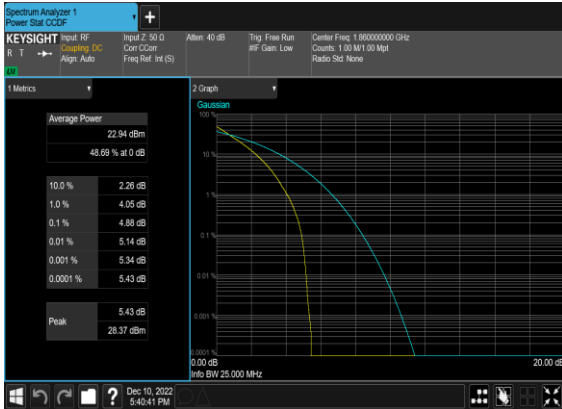 Spectrum Analyzer 1
Power Stat CCDF
+
KEYSIGHT
R T
Input: RF
Coupling: DC
Align: Auto
Input Z: 50 Ω
Corr CCorr
Freq Ref: Int (S)
Atten: 40 dB
Trig: Free Run
#IF Gain: Low
Center Freq: 1.860000000 GHz
Counts: 1.00 M/1.00 Mpt
Radio Std: None
1 Metrics
Average Power
22.94 dBm
48.69 % at 0 dB
10.0 % 2.26 dB
1.0 % 4.05 dB
0.1 % 4.88 dB
0.01 % 5.14 dB
0.001 % 5.34 dB
0.0001 % 5.43 dB
Peak
5.43 dB
28.37 dBm
2 Graph
Gaussian
100 %
10 %
1 %
0.1 %
0.01 %
0.001 %
0.0001 %
0.00 dB
20.00 dB
Info BW 25.000 MHz
?
Dec 10, 2022
5:40:41 PM